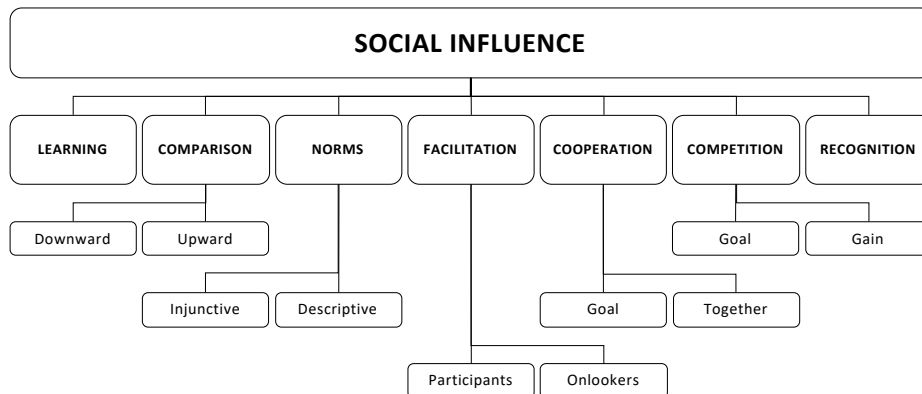 SOCIAL INFLUENCE
LEARNING
COMPARISON
NORMS
FACILITATION
COOPERATION
COMPETITION
RECOGNITION
Downward
Upward
Goal
Gain
Injunctive
Descriptive
Goal
Together
Participants
Onlookers